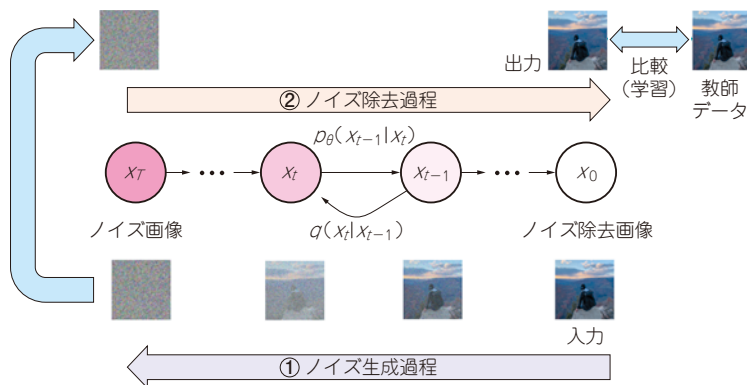 出力
比較
(学習)
教師
データ
② ノイズ除去過程
pθ(xt−1|xt)
xT
xt
xt−1
x0
ノイズ画像
q(xt|xt−1)
ノイズ除去画像
入力
① ノイズ生成過程